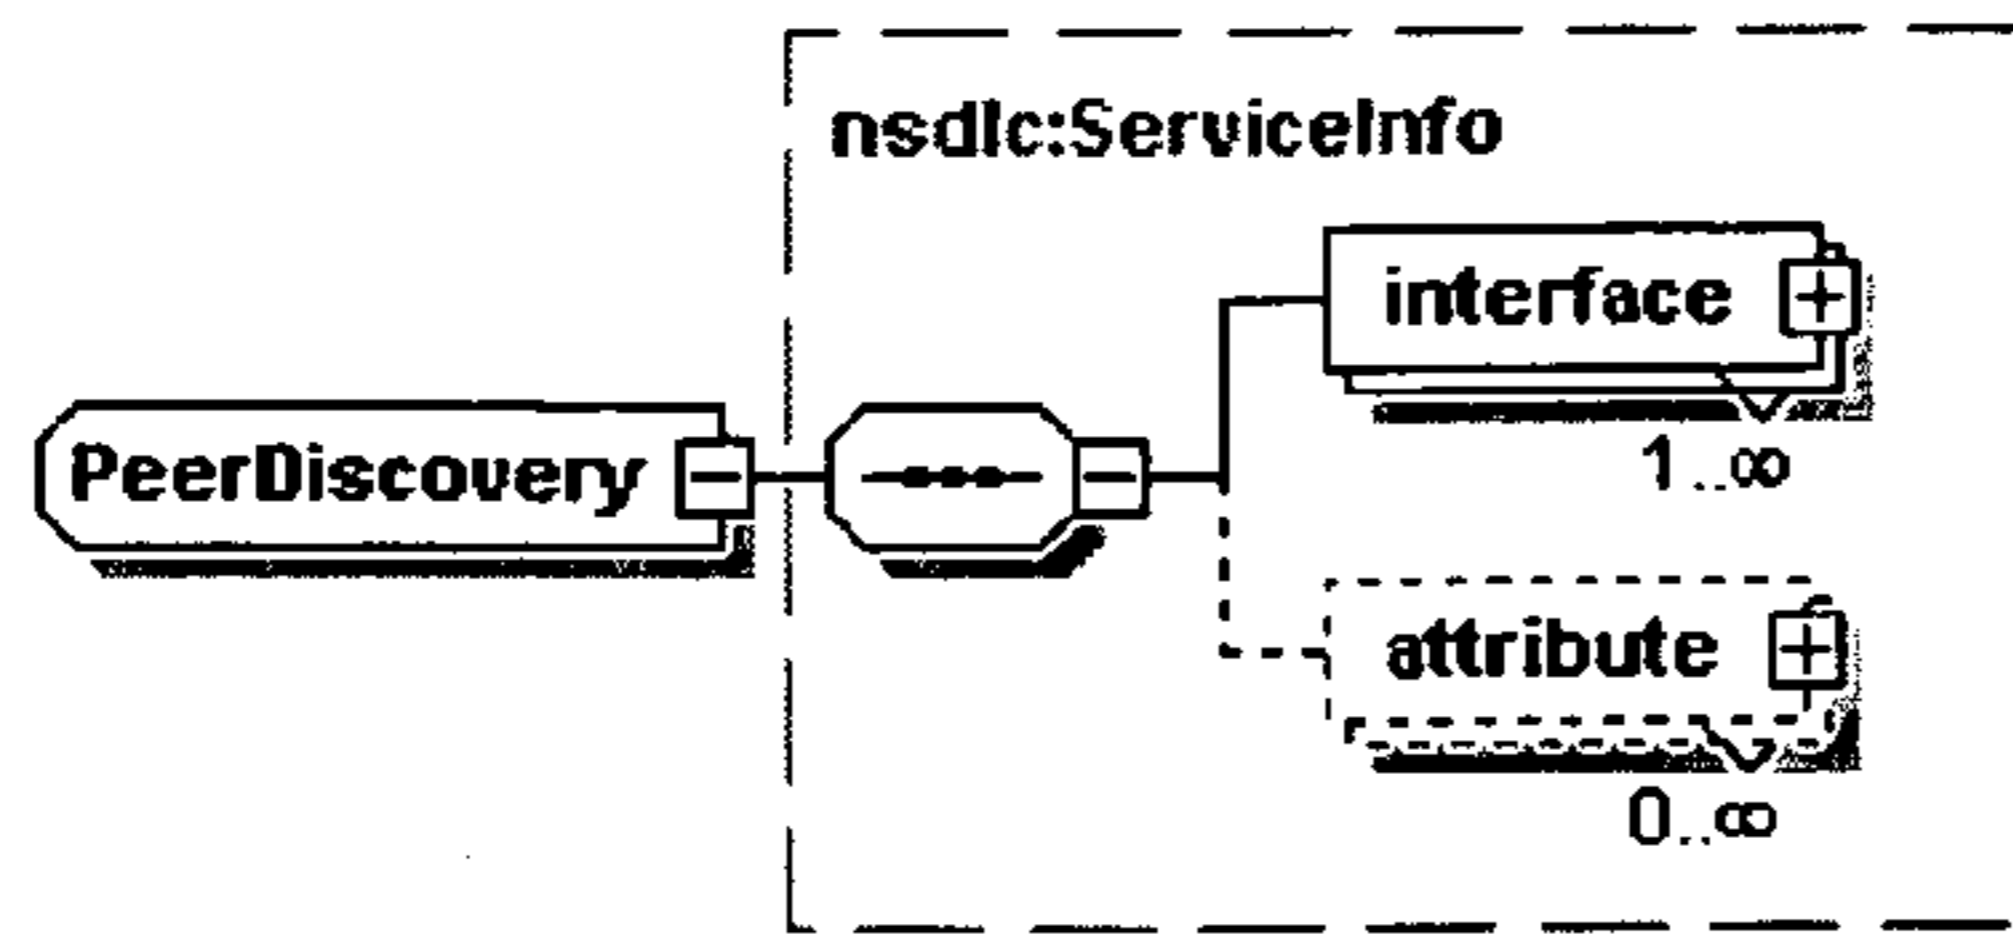 nsdlc:ServiceInfo
interface
1..∞
PeerDiscovery
attribute
0..∞